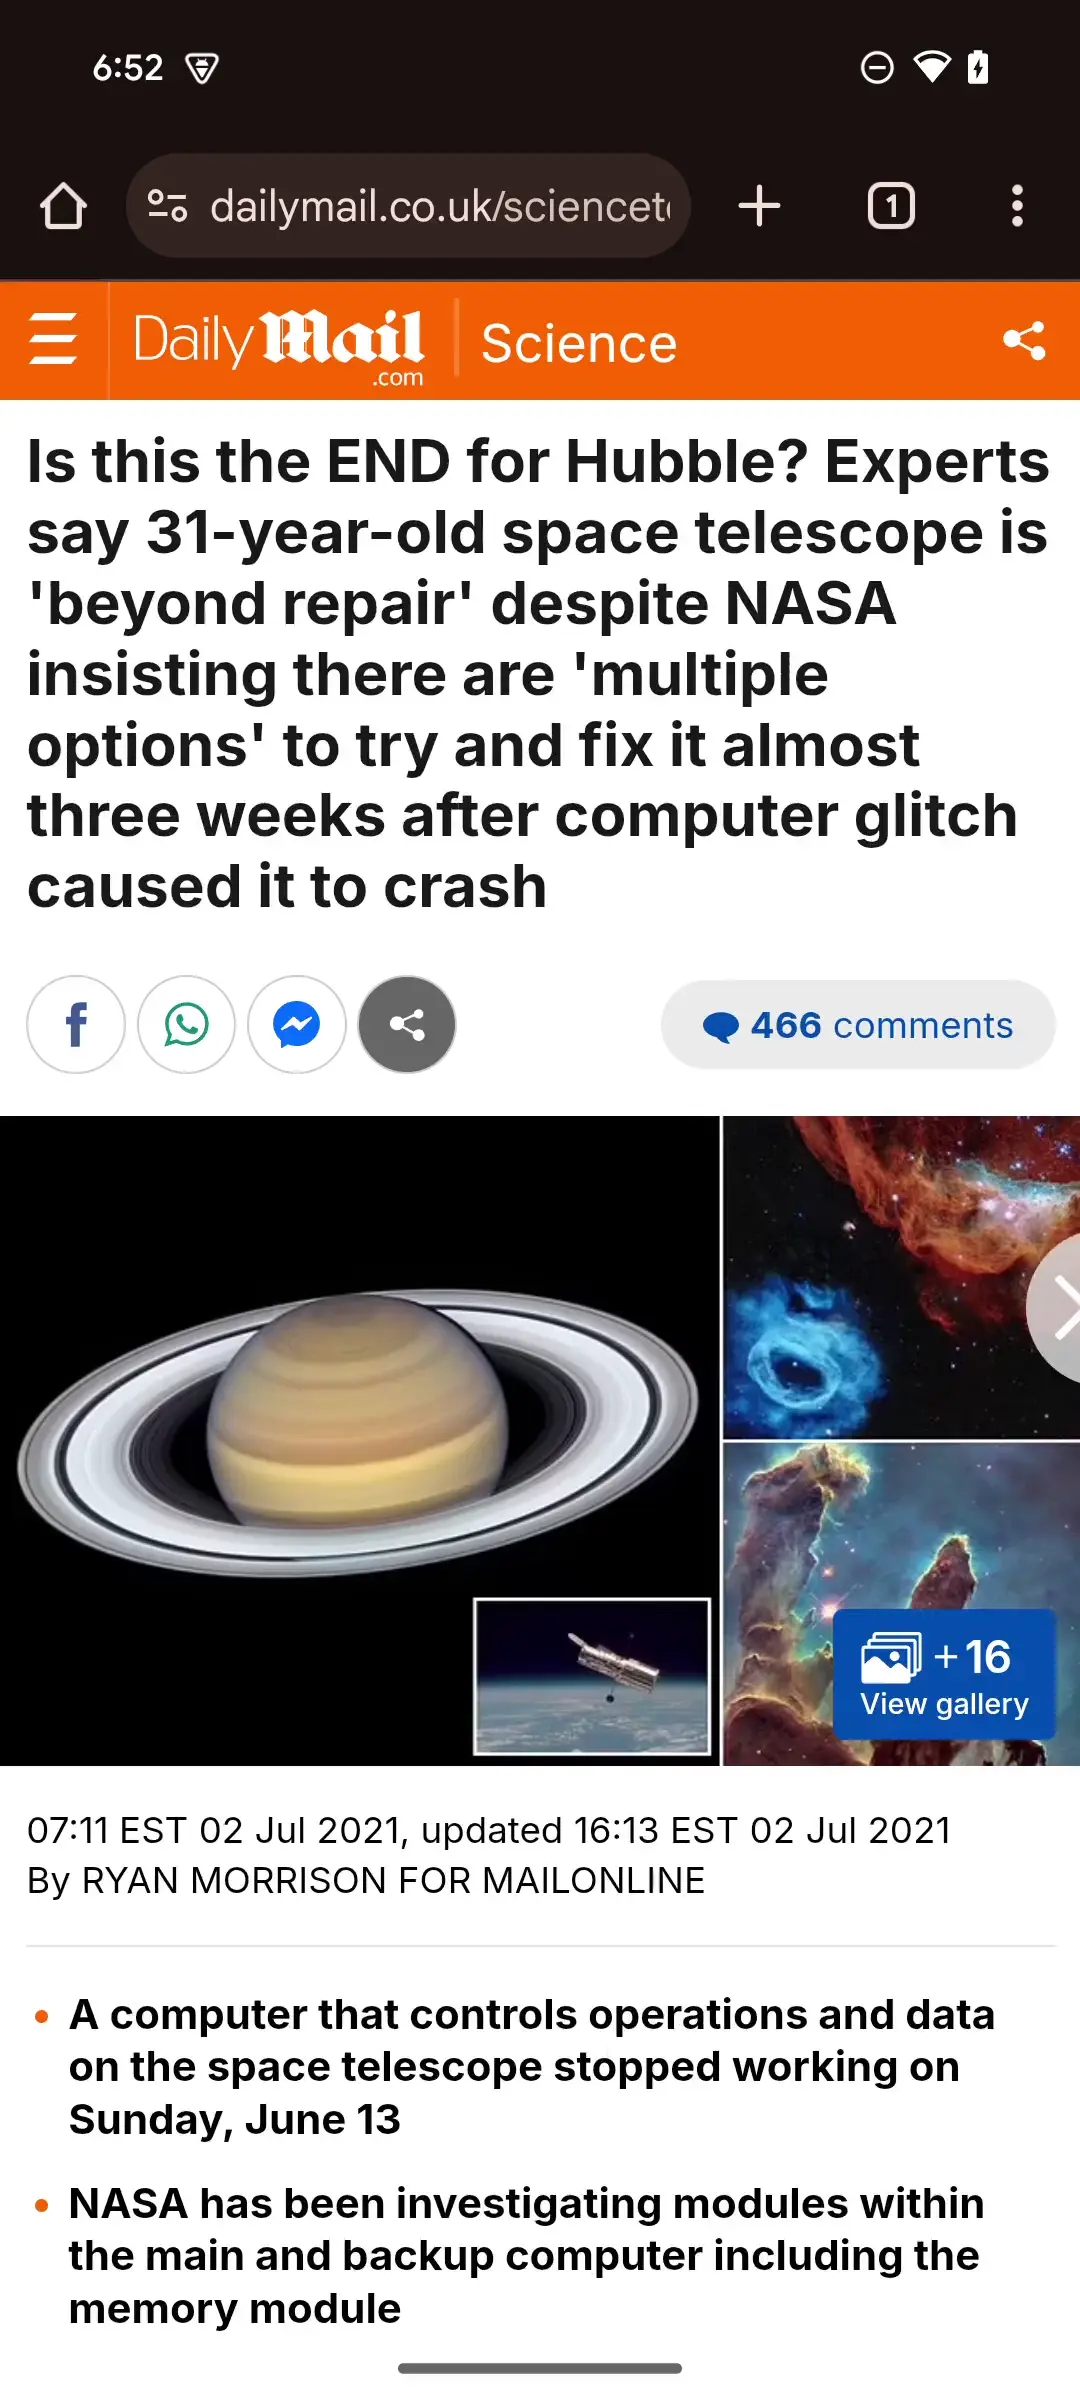 6:52
dailymail.co.uk/sciencet
1
Daily Mail
.com
Science
Is this the END for Hubble? Experts
say 31-year-old space telescope is
'beyond repair' despite NASA
insisting there are 'multiple
options' to try and fix it almost
three weeks after computer glitch
caused it to crash
466 comments
+16
View gallery
07:11 EST 02 Jul 2021, updated 16:13 EST 02 Jul 2021
By RYAN MORRISON FOR MAILONLINE
• A computer that controls operations and data
on the space telescope stopped working on
Sunday, June 13
• NASA has been investigating modules within
the main and backup computer including the
memory module